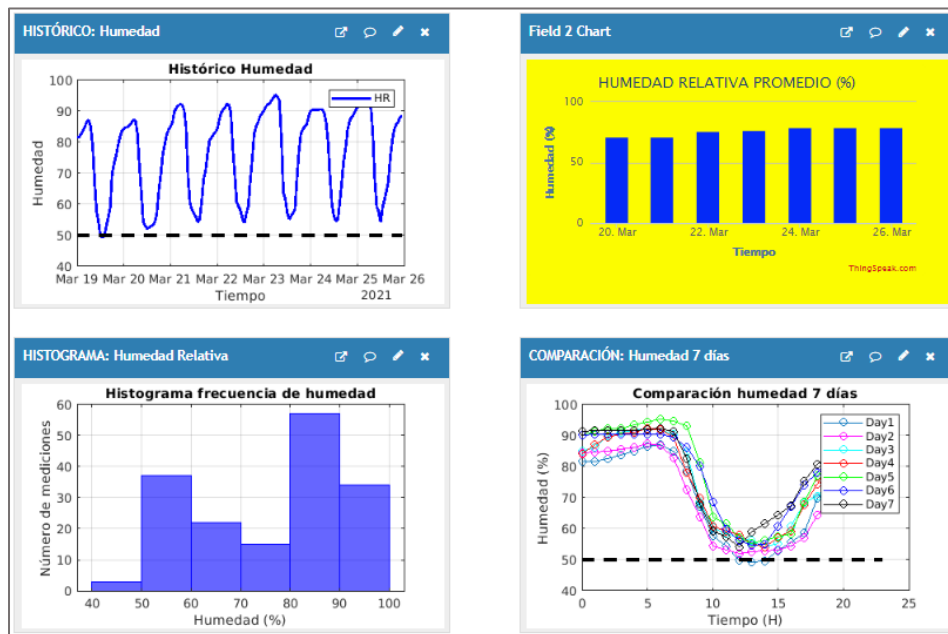 HISTÓRICO: Humedad
Histórico Humedad
HR
Humedad
100
90
80
70
60
50
40
Mar 19 Mar 20 Mar 21 Mar 22 Mar 23 Mar 24 Mar 25 Mar 26
Tiempo
2021
Field 2 Chart
HUMEDAD RELATIVA PROMEDIO (%)
Humedad (%)
100
50
0
20. Mar 22. Mar 24. Mar 26. Mar
Tiempo
ThingSpeak.com
HISTOGRAMA: Humedad Relativa
Histograma frecuencia de humedad
Número de mediciones
60
50
40
30
20
10
0
40 50 60 70 80 90 100
Humedad (%)
COMPARACIÓN: Humedad 7 días
Comparación humedad 7 días
Day1
Day2
Day3
Day4
Day5
Day6
Day7
Humedad (%)
100
90
80
70
60
50
40
0 5 10 15 20 25
Tiempo (H)